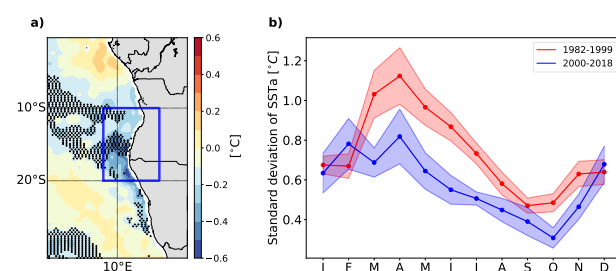 a)
10°S
20°S
10°E
0.6
0.4
0.2
0.0
−0.2
−0.4
−0.6
[°C]
b)
Standard deviation of SSTa [°C]
1.2
1.0
0.8
0.6
0.4
1982-1999
2000-2018
J F M A M J J A S O N D